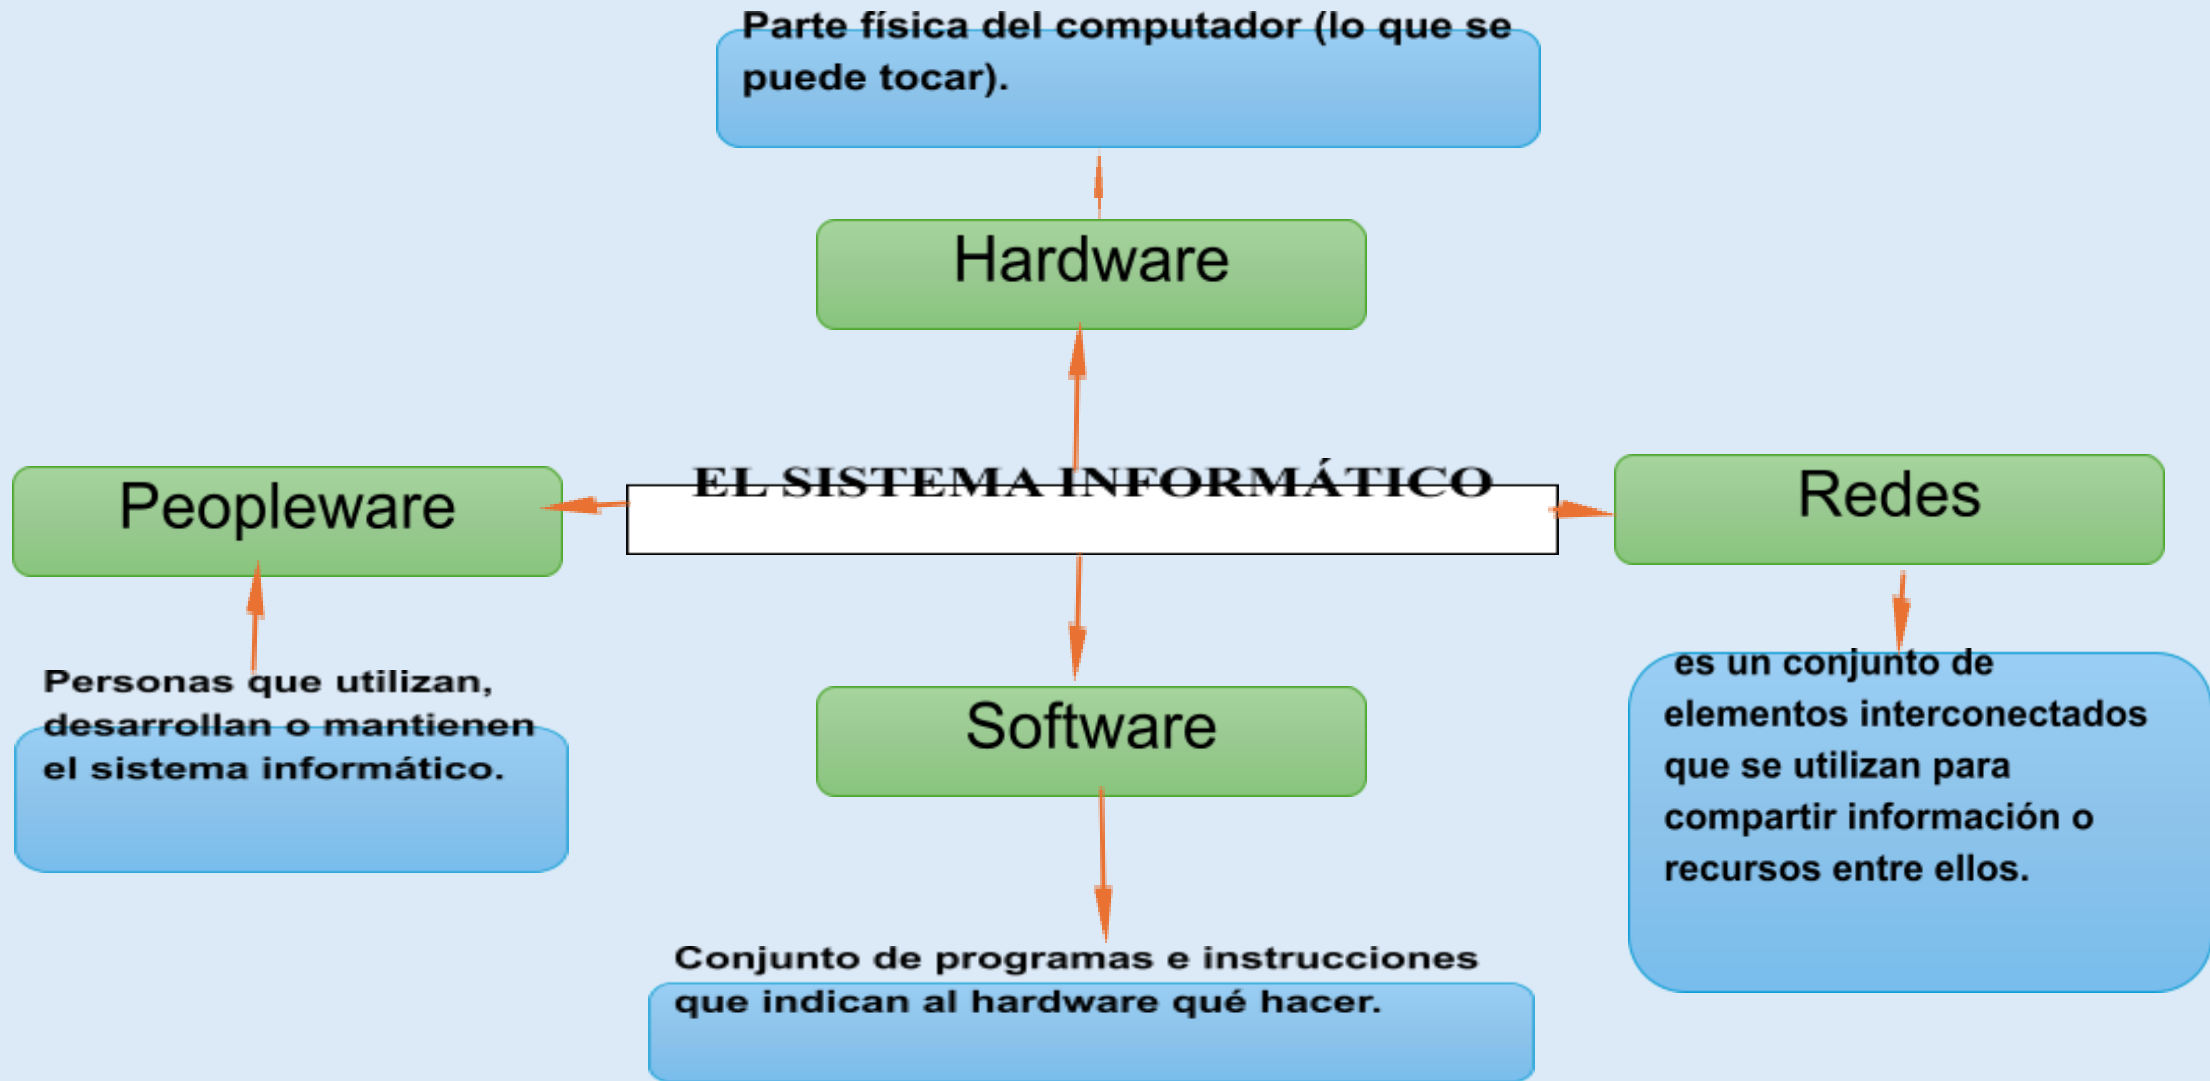 Parte física del computador (lo que se
puede tocar).
Hardware
EL SISTEMA INFORMÁTICO
Peopleware
Redes
Personas que utilizan,
desarrollan o mantienen
el sistema informático.
Software
es un conjunto de
elementos interconectados
que se utilizan para
compartir información o
recursos entre ellos.
Conjunto de programas e instrucciones
que indican al hardware qué hacer.